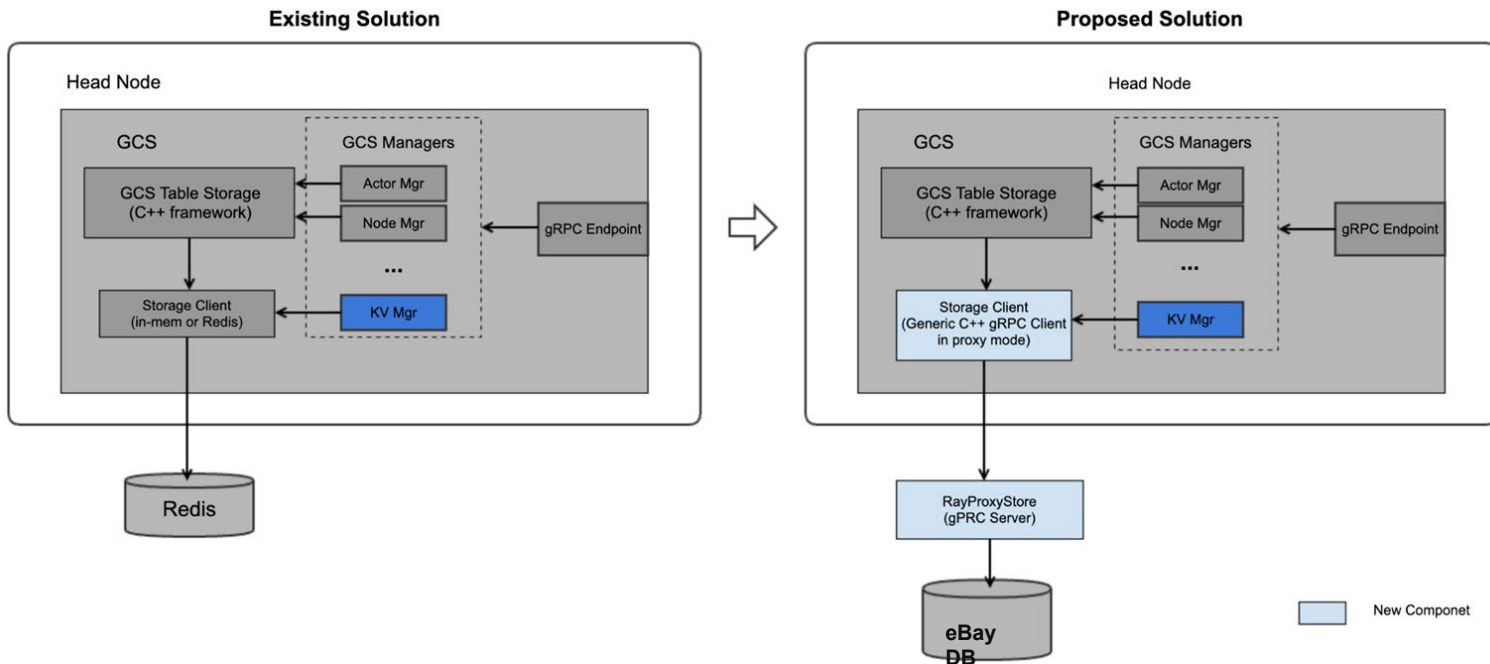 Existing Solution
Head Node
GCS
GCS Managers
GCS Table Storage
(C++ framework)
Actor Mgr
Node Mgr
...
gRPC Endpoint
Storage Client
(in-mem or Redis)
KV Mgr
Redis
Proposed Solution
Head Node
GCS
GCS Managers
GCS Table Storage
(C++ framework)
Actor Mgr
Node Mgr
...
gRPC Endpoint
Storage Client
(Generic C++ gRPC Client
in proxy mode)
KV Mgr
RayProxyStore
(gPRC Server)
eBay
DB
New Componet